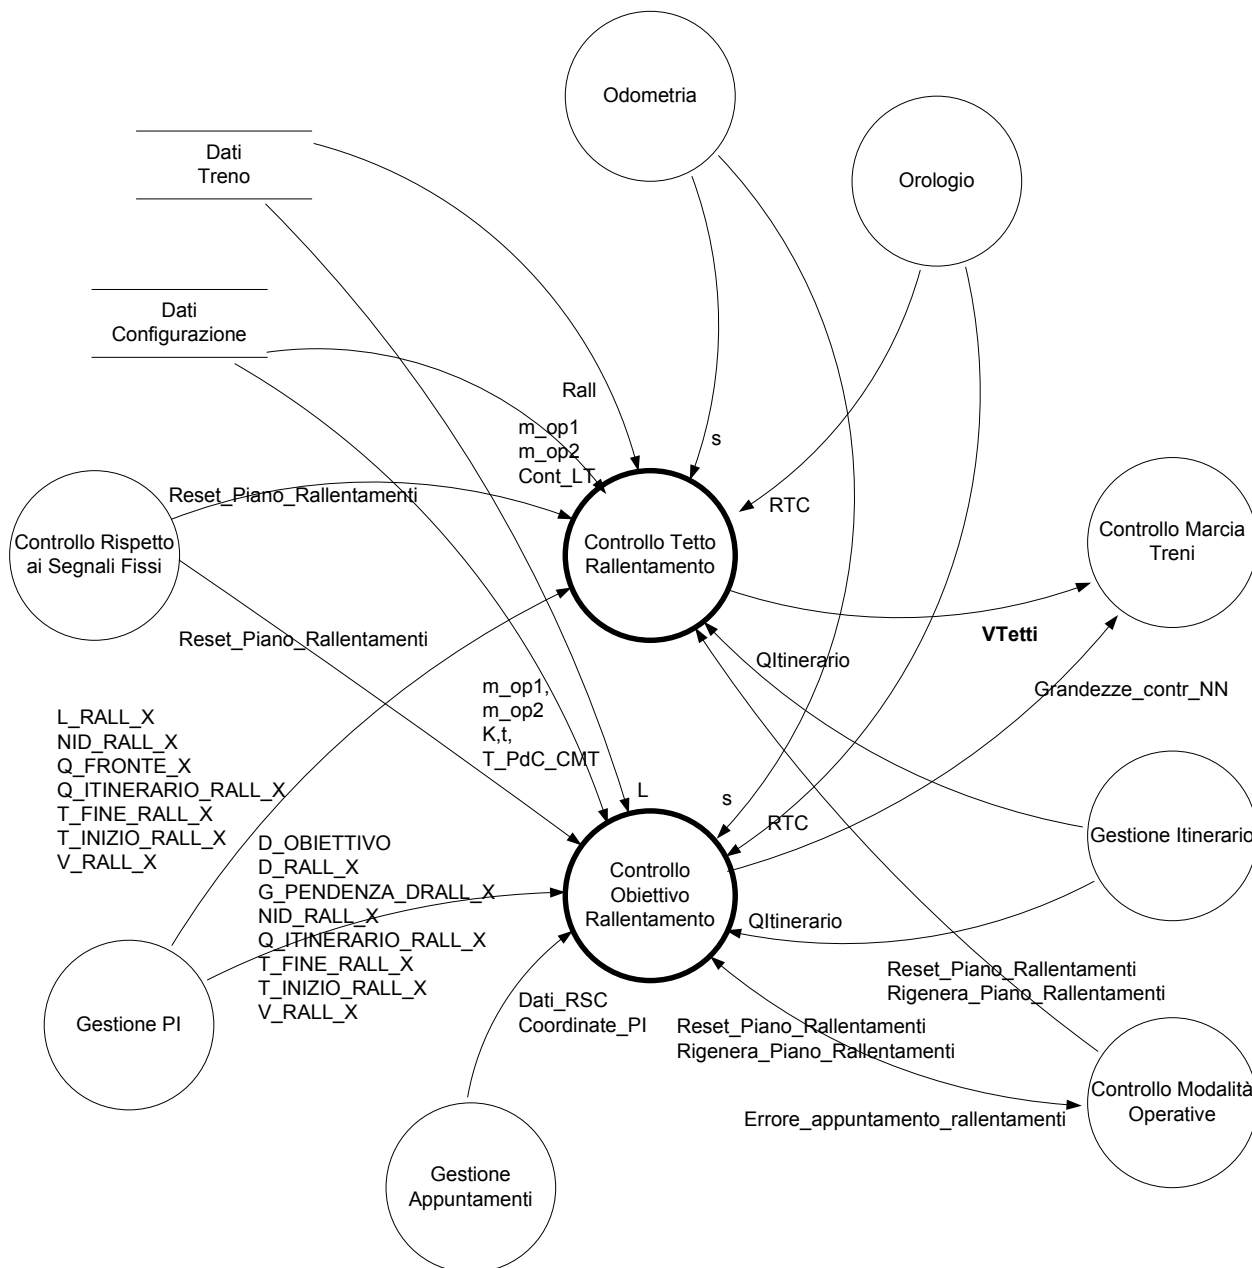 Odometria
Dati
Treno
Orologio
Dati
Configurazione
Rall
m_op1
m_op2
Cont_LT
s
Reset_Piano_Rallentamenti
RTC
Controllo Rispetto
ai Segnali Fissi
Controllo Tetto
Rallentamento
Controllo Marcia
Treni
Reset_Piano_Rallentamenti
VTetti
QItinerario
m_op1,
m_op2
K,t,
T_PdC_CMT
Grandezze_contr_NN
L_RALL_X
NID_RALL_X
Q_FRONTE_X
Q_ITINERARIO_RALL_X
T_FINE_RALL_X
T_INIZIO_RALL_X
V_RALL_X
L
s
RTC
Gestione Itinerario
D_OBIETTIVO
D_RALL_X
G_PENDENZA_DRALL_X
NID_RALL_X
Q_ITINERARIO_RALL_X
T_FINE_RALL_X
T_INIZIO_RALL_X
V_RALL_X
Controllo
Obiettivo
Rallentamento
QItinerario
Reset_Piano_Rallentamenti
Rigenera_Piano_Rallentamenti
Gestione PI
Dati_RSC
Coordinate_PI
Reset_Piano_Rallentamenti
Rigenera_Piano_Rallentamenti
Controllo Modalità
Operative
Errore_appuntamento_rallentamenti
Gestione
Appuntamenti